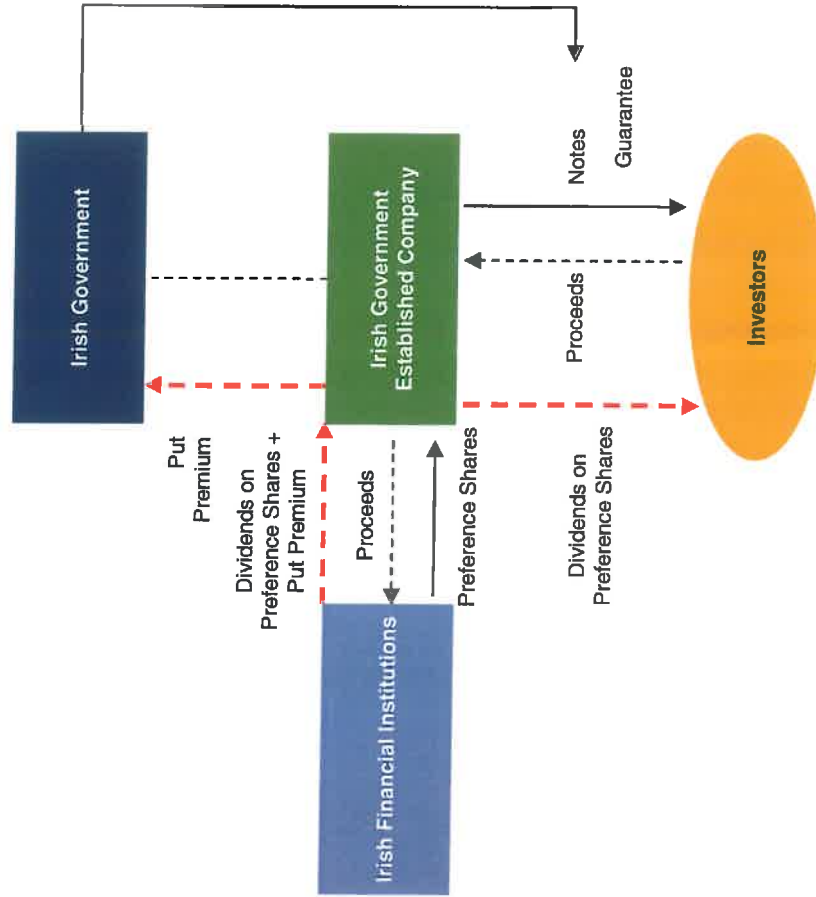 Irish Government
Put
Premium
Dividends on
Preference Shares +
Put Premium
Proceeds
Irish Financial Institutions
Irish Government
Established Company
Preference Shares
Dividends on
Preference Shares
Proceeds
Notes
Guarantee
Investors